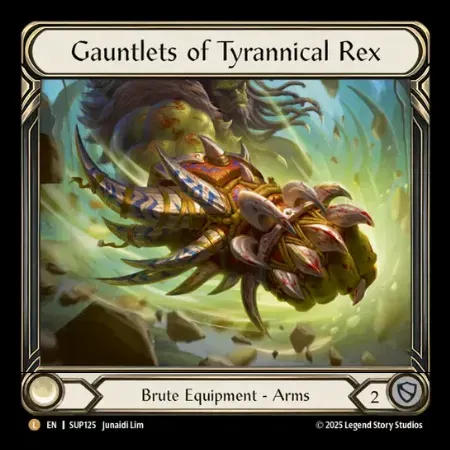 Gauntlets of Tyrannical Rex
Brute Equipment - Arms
2
L EN | SUP125 Junaidi Lim © 2025 Legend Story Studios